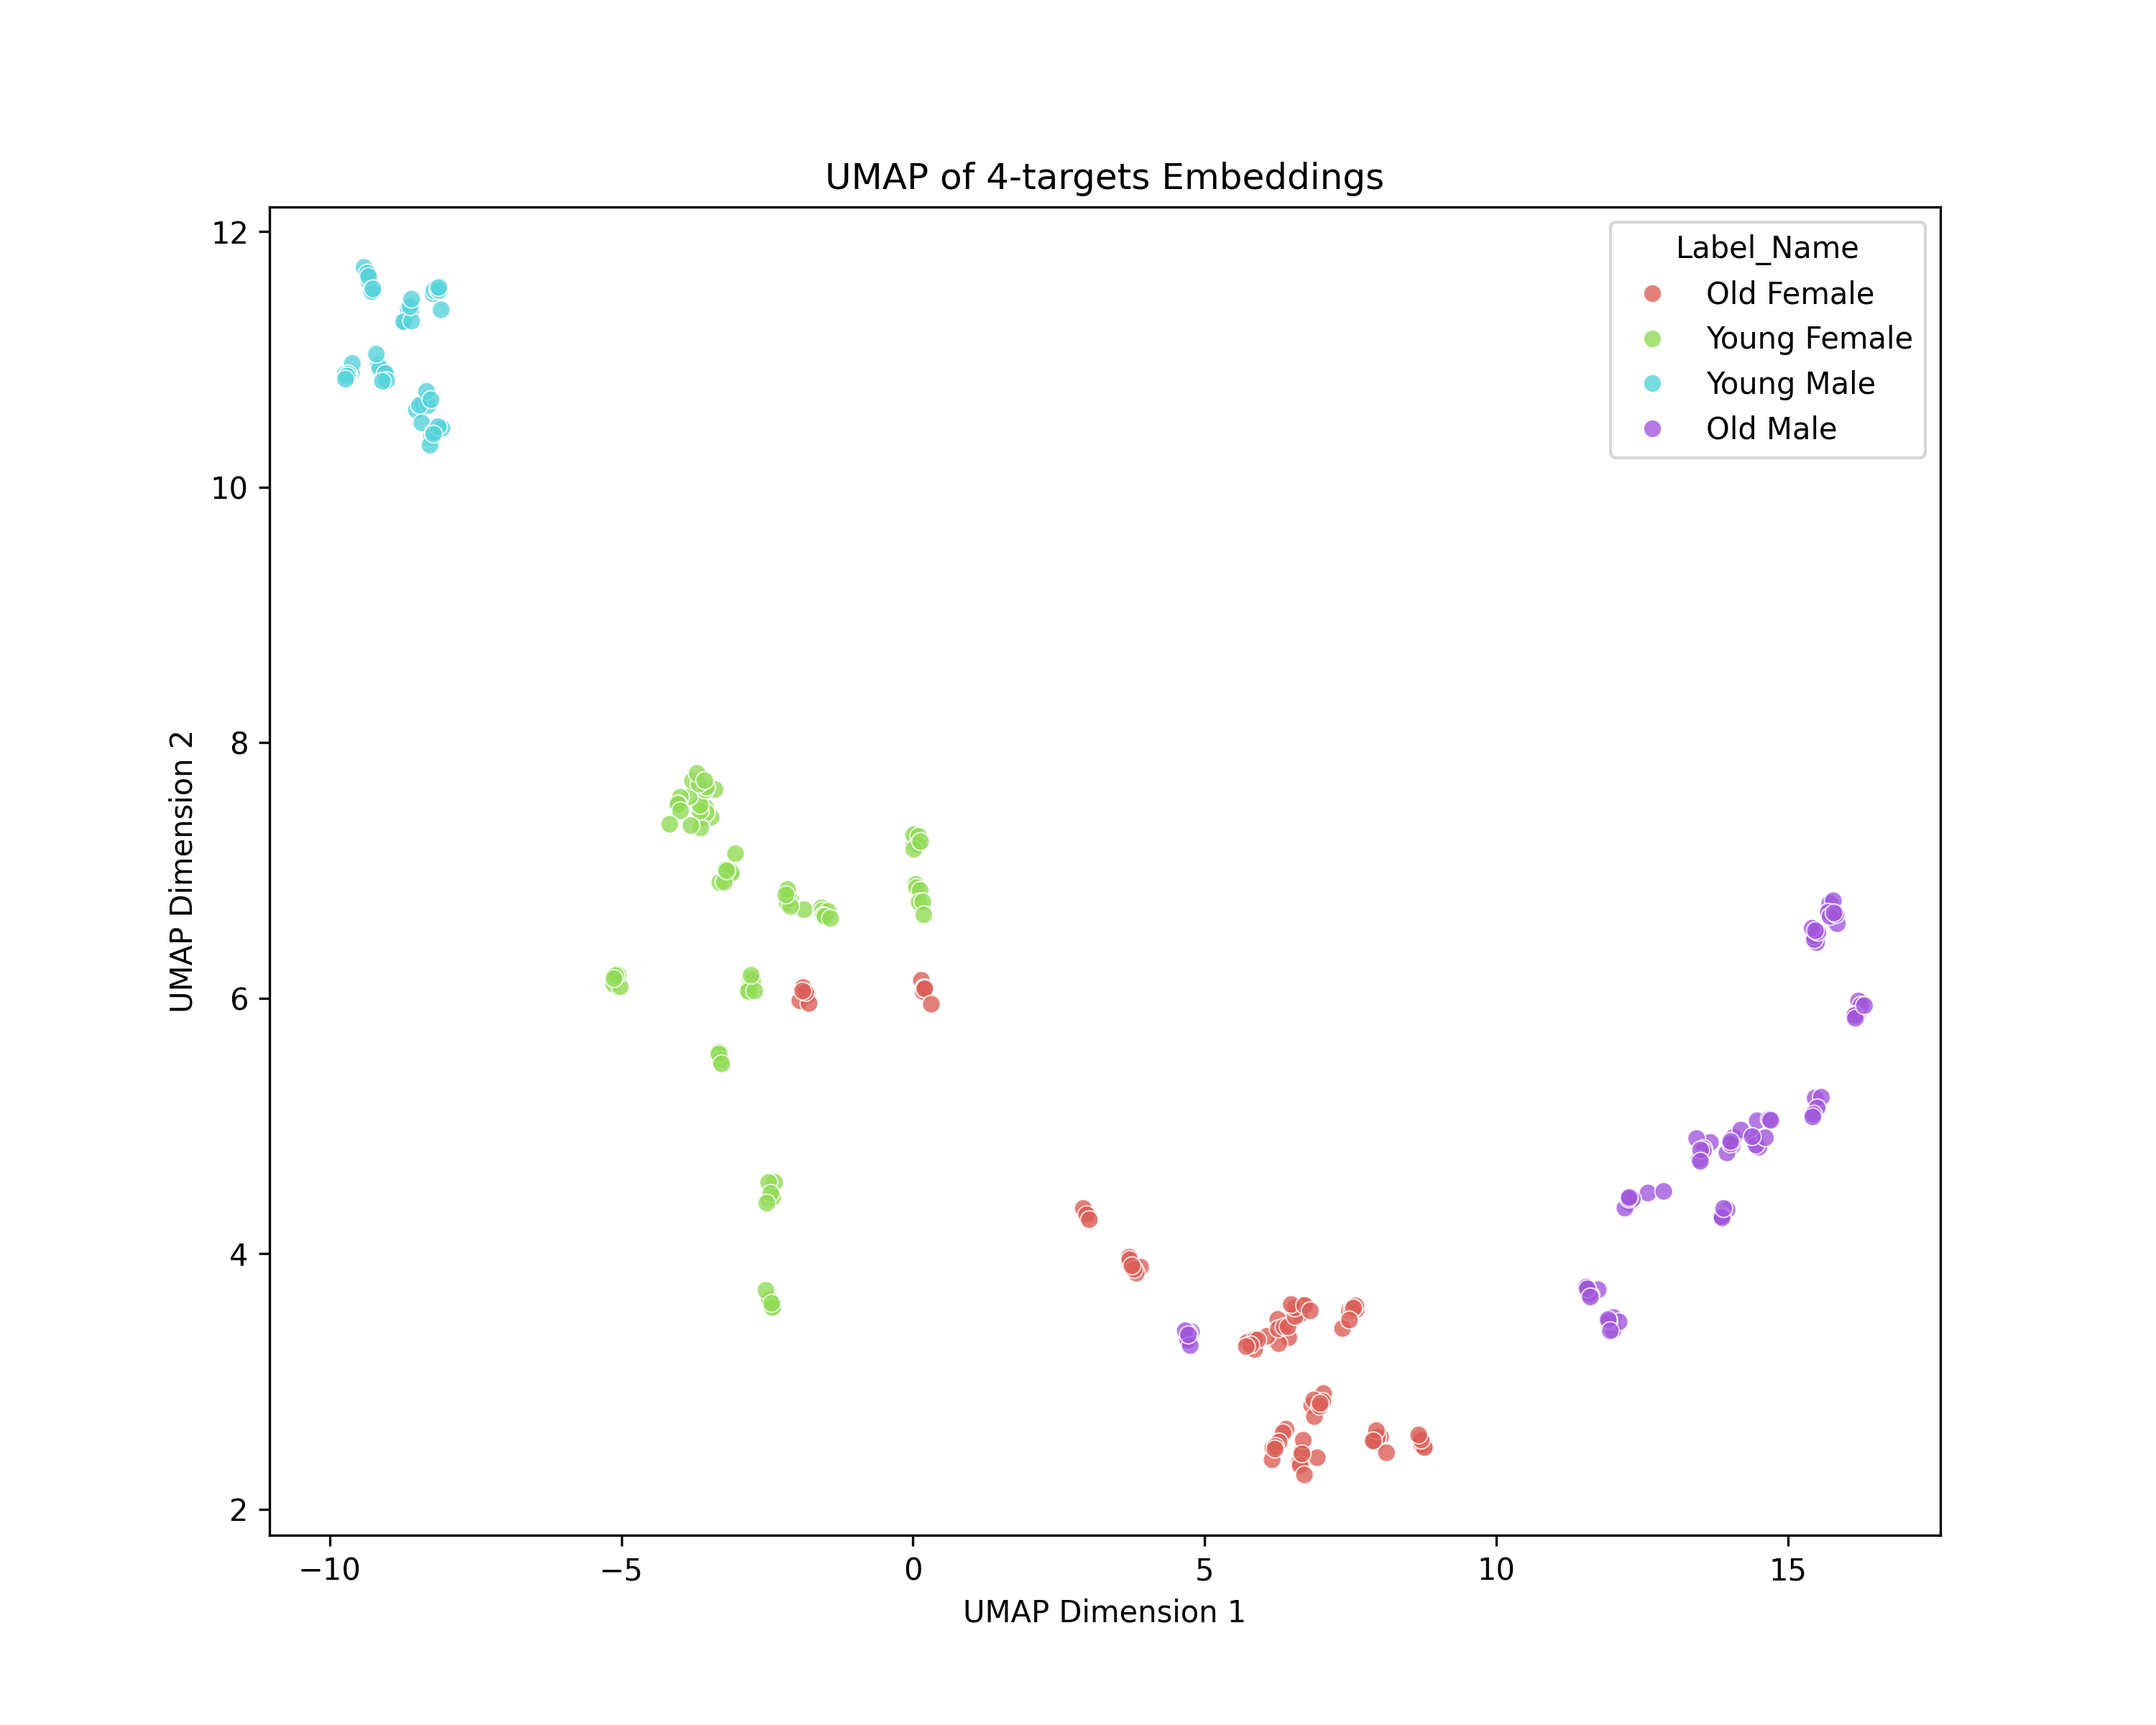 UMAP of 4-targets Embeddings
12
10
8
6
4
2
UMAP Dimension 2
Label_Name
Old Female
Young Female
Young Male
Old Male
−10
−5
0
5
10
15
UMAP Dimension 1